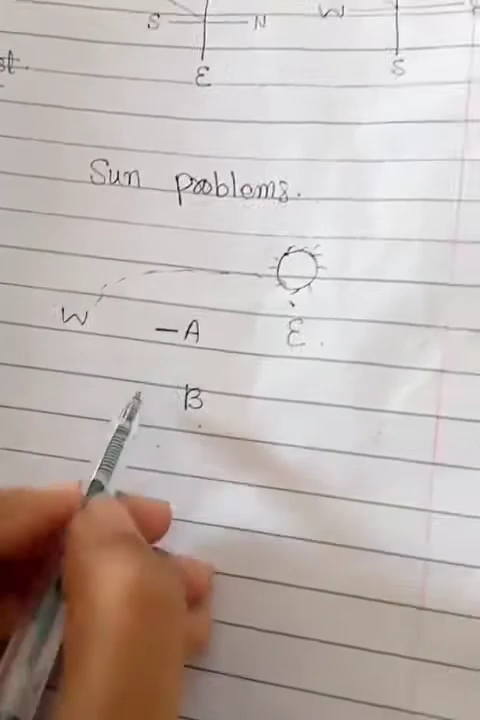 S N W
E S
st.
Sun problems.
W - A E.
B